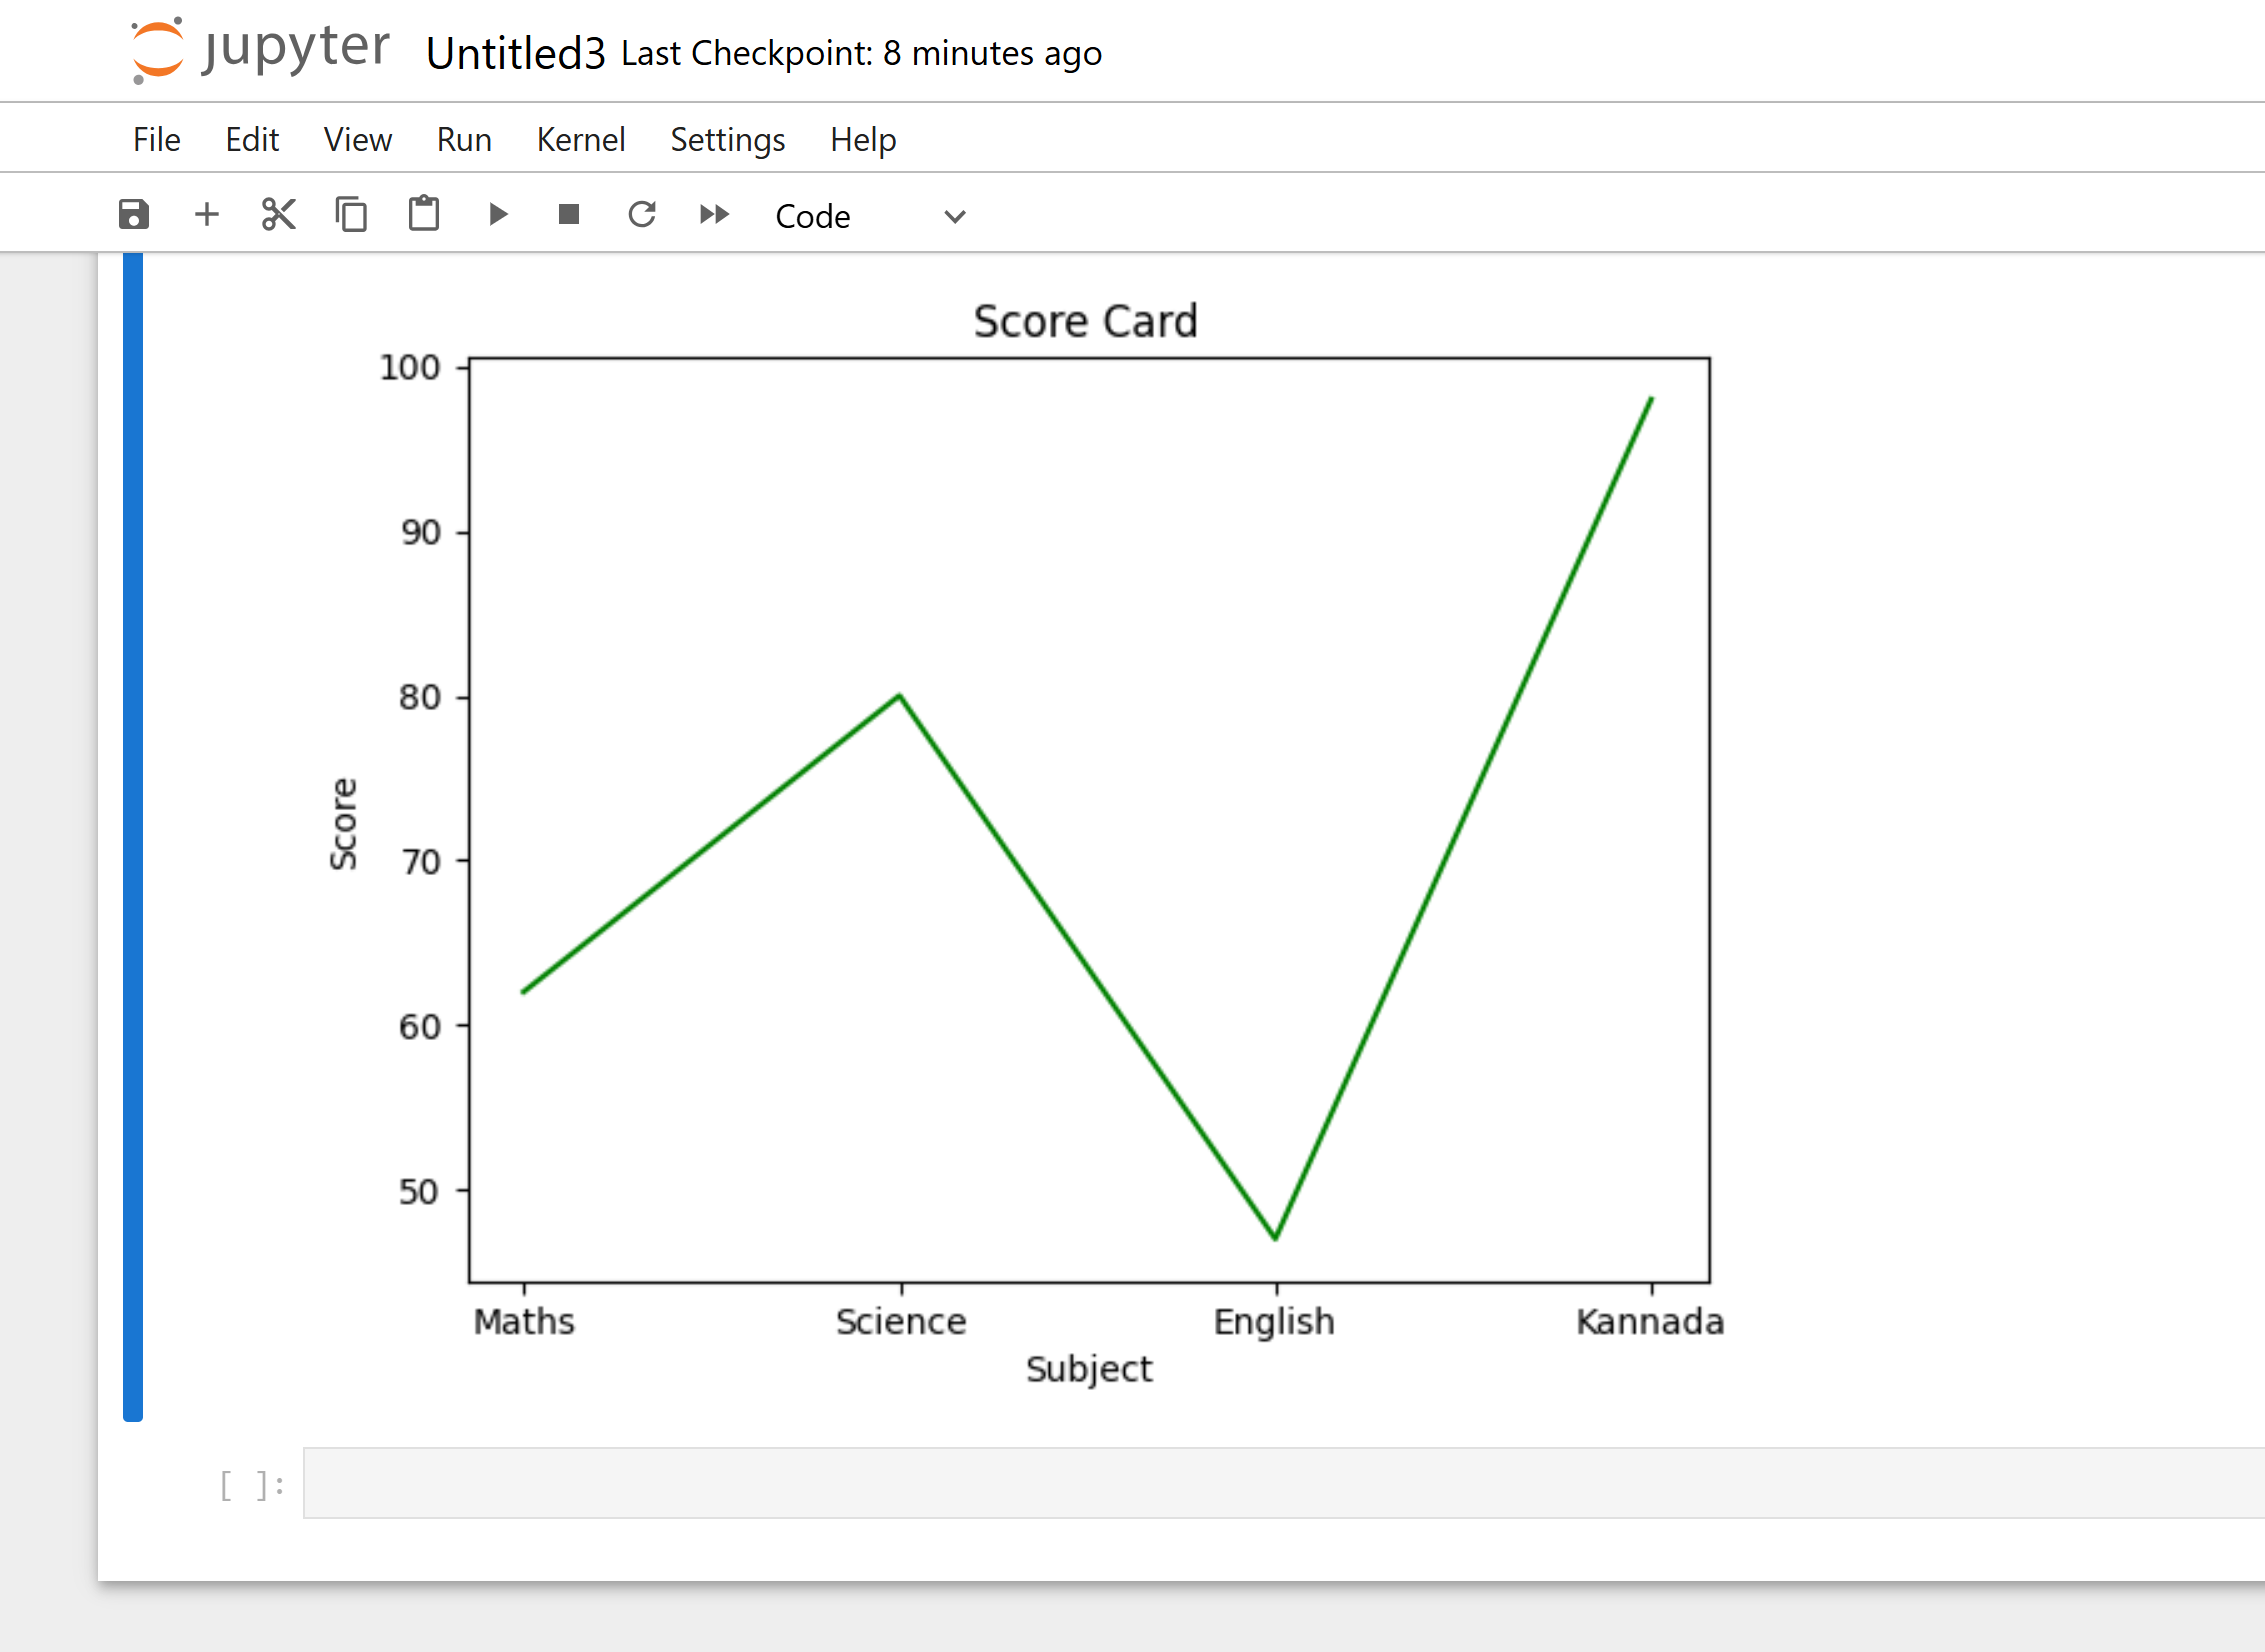 jupyter Untitled3 Last Checkpoint: 8 minutes ago
File Edit View Run Kernel Settings Help
Code
Score Card
100
90
80
70
60
50
Score
Maths Science English Kannada
Subject
[ ]: